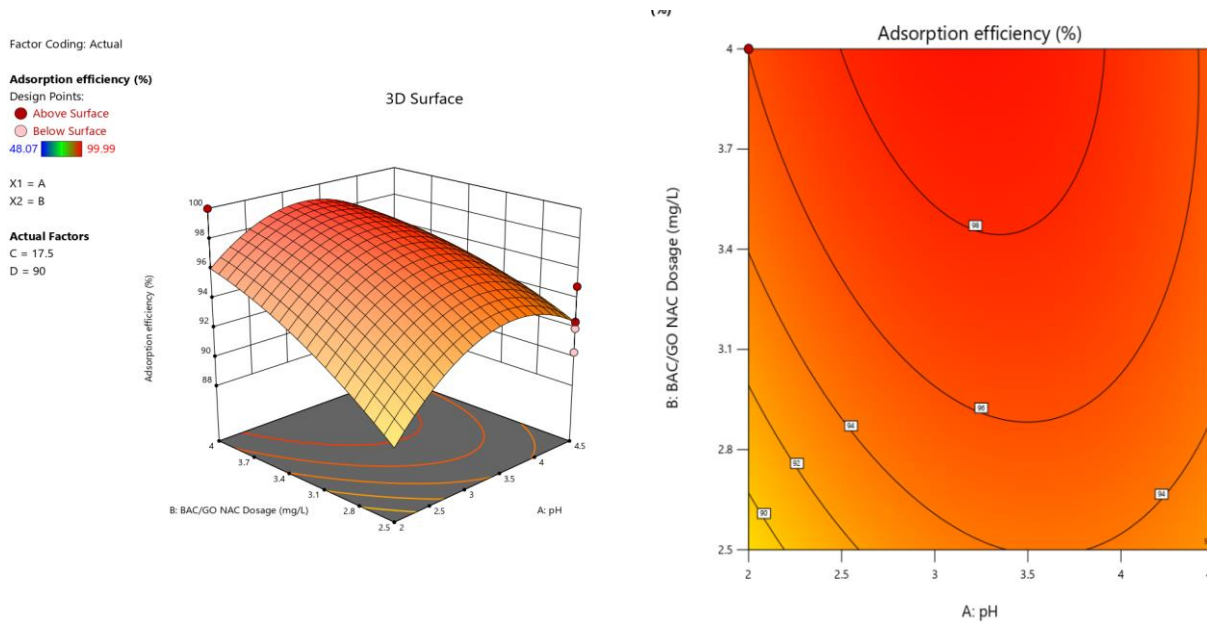 Factor Coding: Actual
Adsorption efficiency (%)
Design Points:
Above Surface
Below Surface
48.07 99.99
X1 = A
X2 = B
Actual Factors
C = 17.5
D = 90
3D Surface
Adsorption efficiency (%)
100
98
96
94
92
90
88
4
3.7
3.4
3.1
2.8
2.5
B: BAC/GO NAC Dosage (mg/L)
2
2.5
3
3.5
4
4.5
A: pH
(%)
Adsorption efficiency (%)
B: BAC/GO NAC Dosage (mg/L)
4
3.7
3.4
3.1
2.8
2.5
98
96
94
92
94
90
2
2.5
3
3.5
4
A: pH